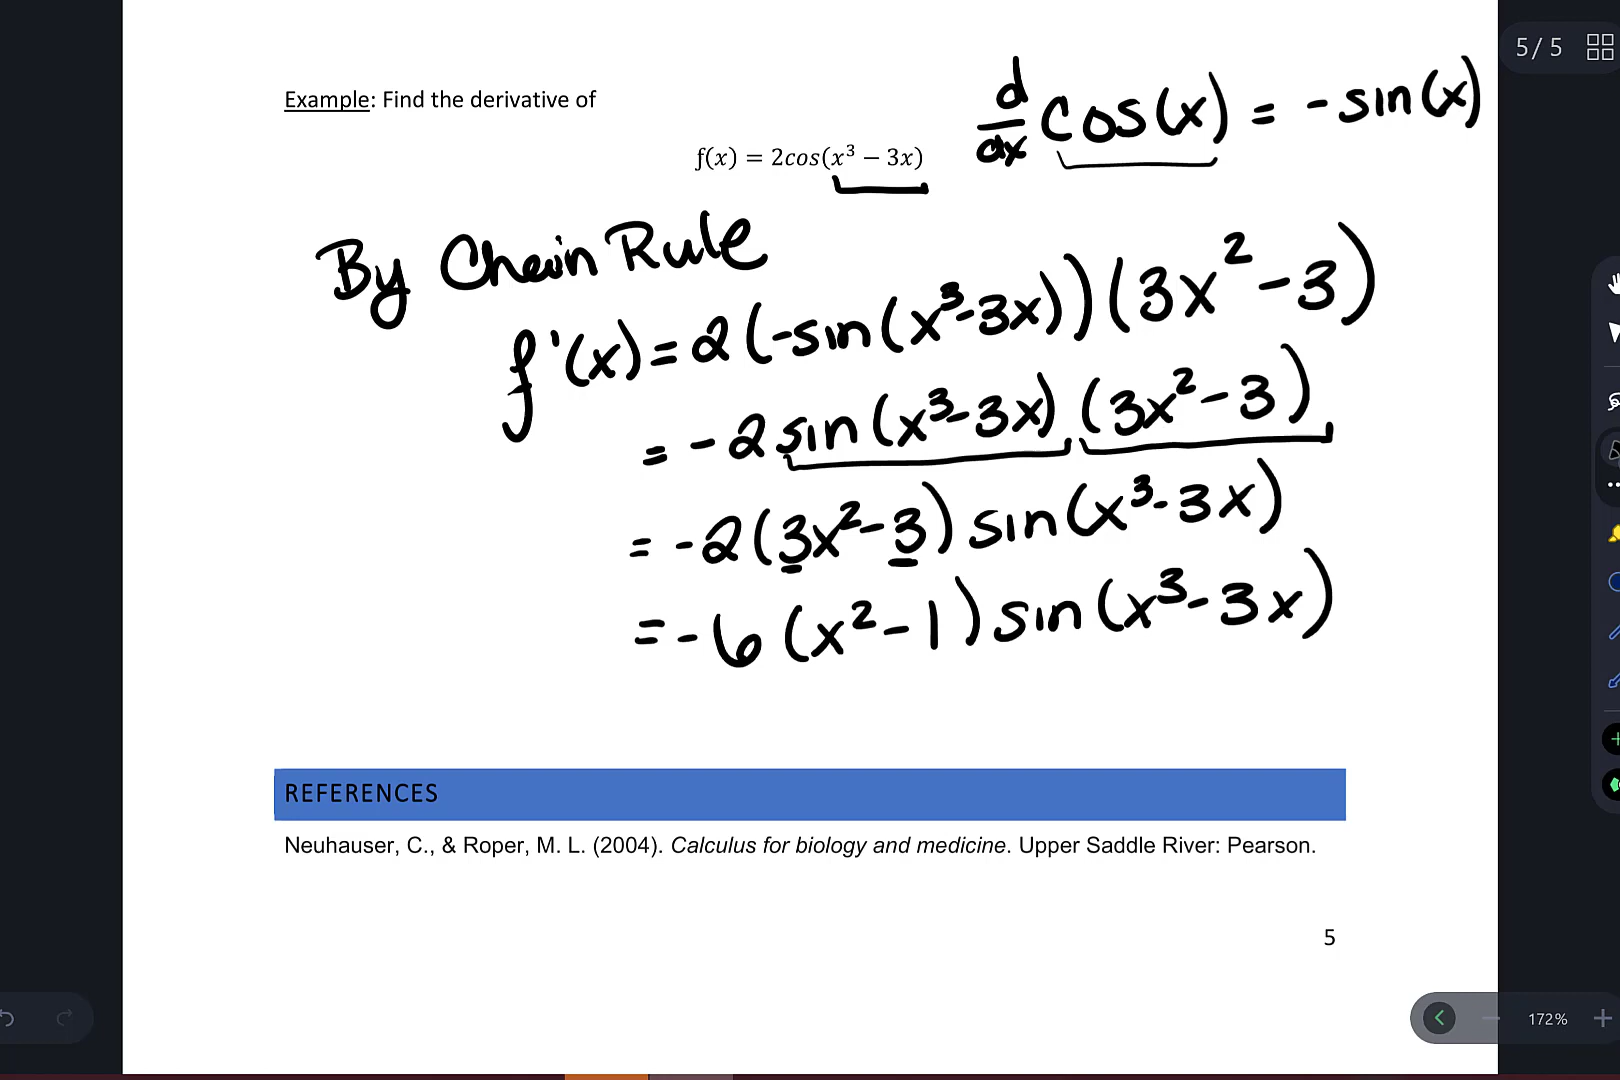 5/5
Example: Find the derivative of
d/dx cos(x) = -sin(x)
f(x) = 2cos(x³ − 3x)
By Chain Rule
f'(x) = 2(-sin(x³-3x))(3x²-3)
= -2 sin(x³-3x)(3x²-3)
= -2(3x²-3) sin(x³-3x)
= -6(x²-1) sin(x³-3x)
REFERENCES
Neuhauser, C., & Roper, M. L. (2004). Calculus for biology and medicine. Upper Saddle River: Pearson.
5
172%